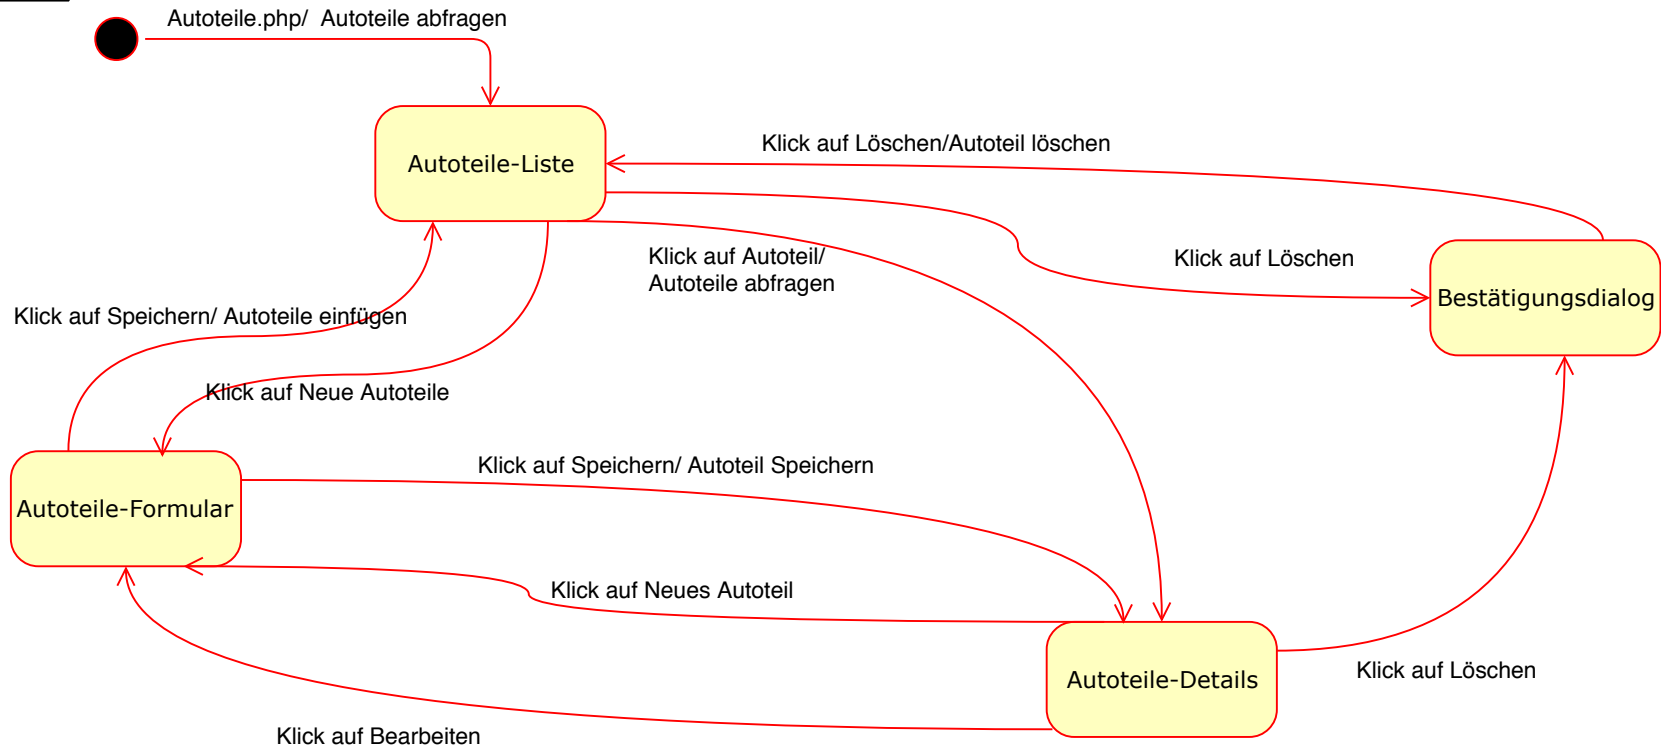 Autoteile.php/  Autoteile abfragen
Autoteile-Liste
Klick auf Löschen/Autoteil löschen
Klick auf Autoteil/
Autoteile abfragen
Klick auf Löschen
Bestätigungsdialog
Klick auf Speichern/ Autoteile einfügen
Klick auf Neue Autoteile
Klick auf Speichern/ Autoteil Speichern
Autoteile-Formular
Klick auf Neues Autoteil
Autoteile-Details
Klick auf Löschen
Klick auf Bearbeiten